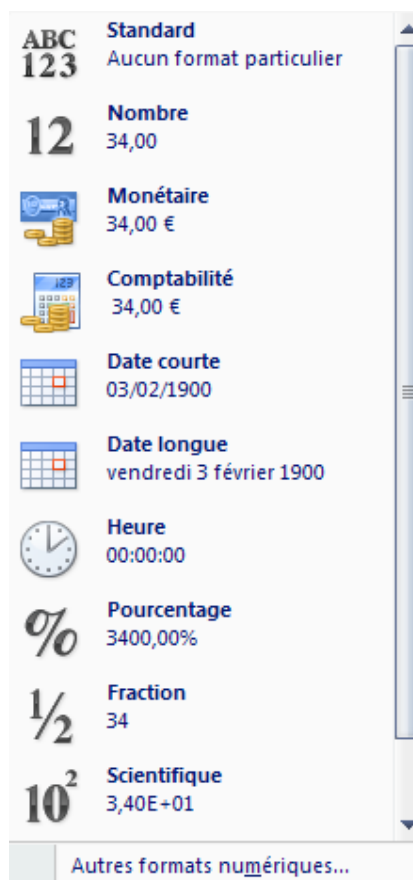 ABC
123
Standard
Aucun format particulier
12
Nombre
34,00
Monétaire
34,00 €
123
Comptabilité
34,00 €
Date courte
03/02/1900
Date longue
vendredi 3 février 1900
Heure
00:00:00
%
Pourcentage
3400,00%
1/2
Fraction
34
10²
Scientifique
3,40E+01
Autres formats numériques...